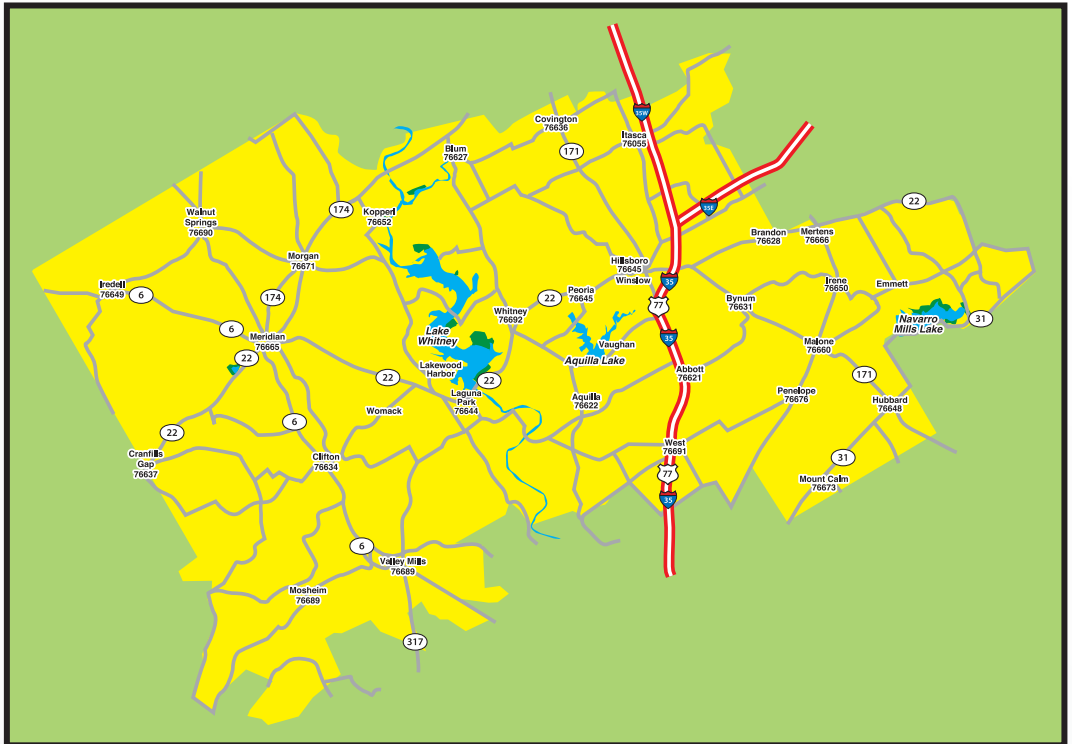 35W
Covington
76636
Itasca
76055
171
Blum
76627
35E
22
174
Kopperl
76652
Walnut
Springs
76690
Brandon
76628
Mertens
76666
Morgan
76671
Hillsboro
76645
Winslow
35
Iredell
76649
6
174
Peoria
76645
22
77
Bynum
76631
Irene
76650
Emmett
Whitney
76692
Navarro
Mills Lake
31
6
Meridian
76665
Lake
Whitney
Vaughan
35
Malone
76660
22
Aquilla Lake
Lakewood
Harbor
22
22
Abbott
76621
171
Laguna
Park
76644
Aquilla
76622
Penelope
76676
Hubbard
76648
Womack
6
22
West
76691
Cranfills
Gap
76637
Clifton
76634
31
77
Mount Calm
76673
35
6
Valley Mills
76689
Mosheim
76689
317